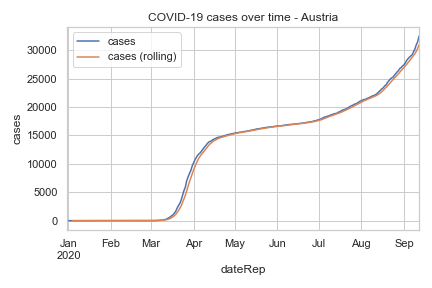 COVID-19 cases over time - Austria
cases
cases (rolling)
30000
25000
20000
15000
10000
5000
0
cases
Jan Feb Mar Apr May Jun Jul Aug Sep
2020
dateRep